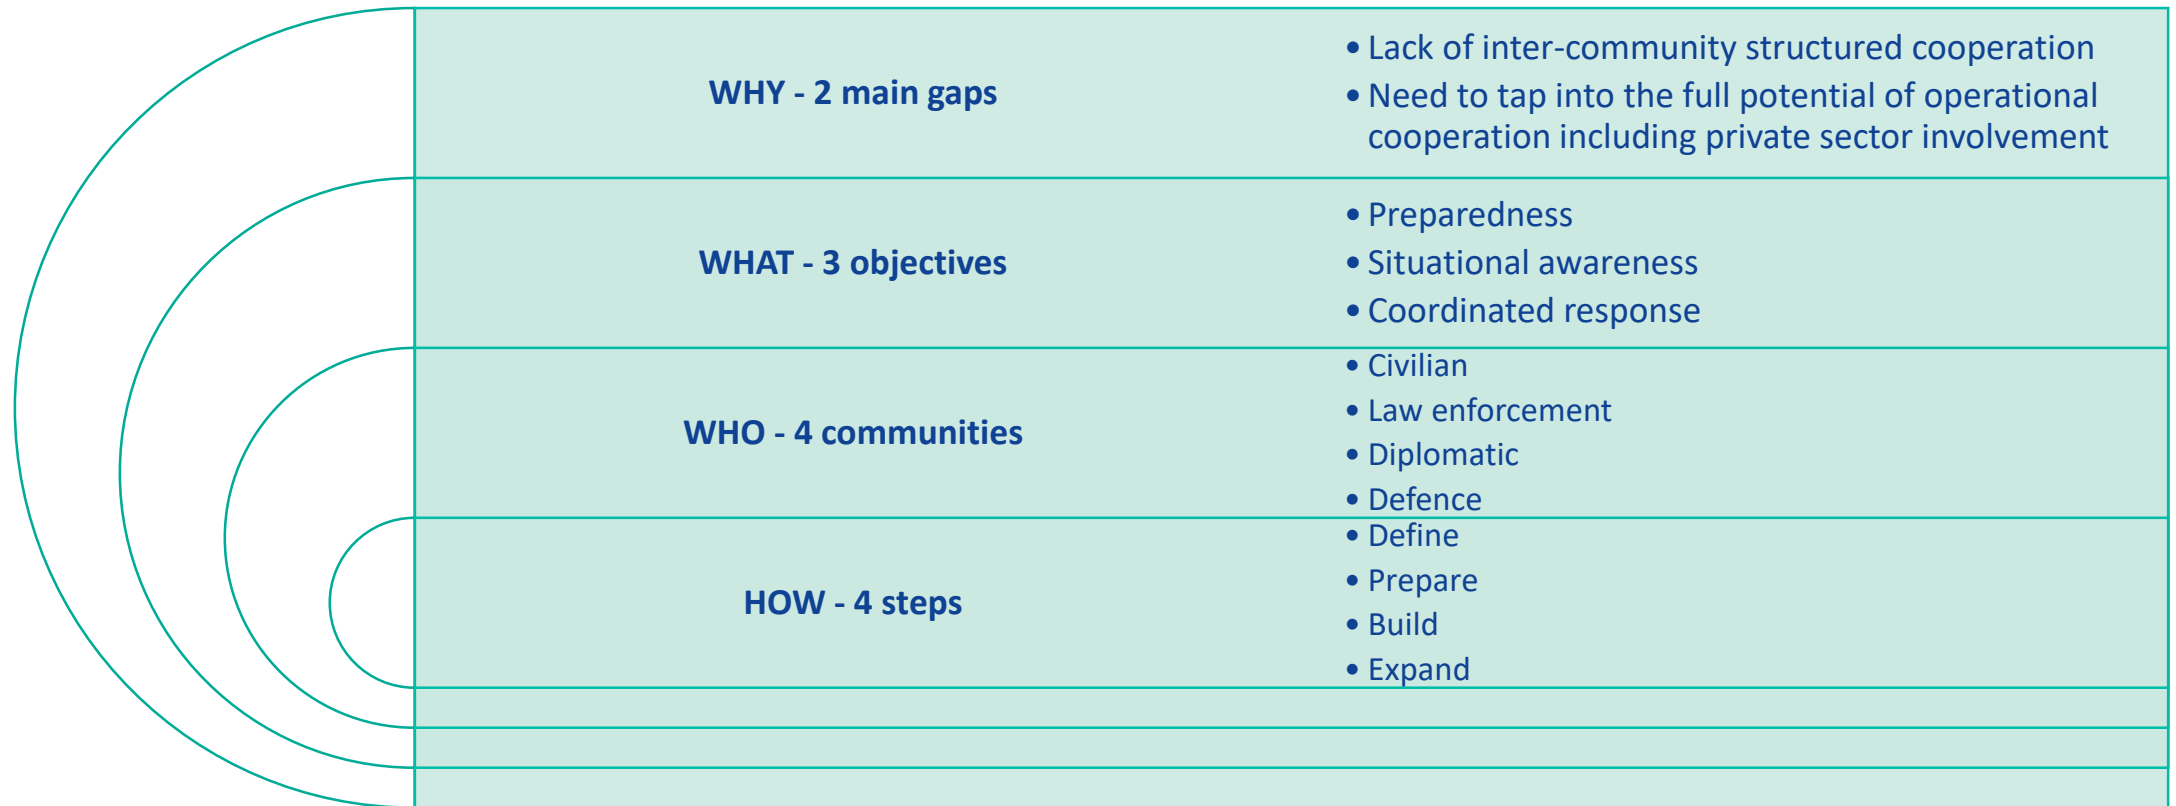 WHY - 2 main gaps
• Lack of inter-community structured cooperation
• Need to tap into the full potential of operational
cooperation including private sector involvement
WHAT - 3 objectives
• Preparedness
• Situational awareness
• Coordinated response
WHO - 4 communities
• Civilian
• Law enforcement
• Diplomatic
• Defence
HOW - 4 steps
• Define
• Prepare
• Build
• Expand